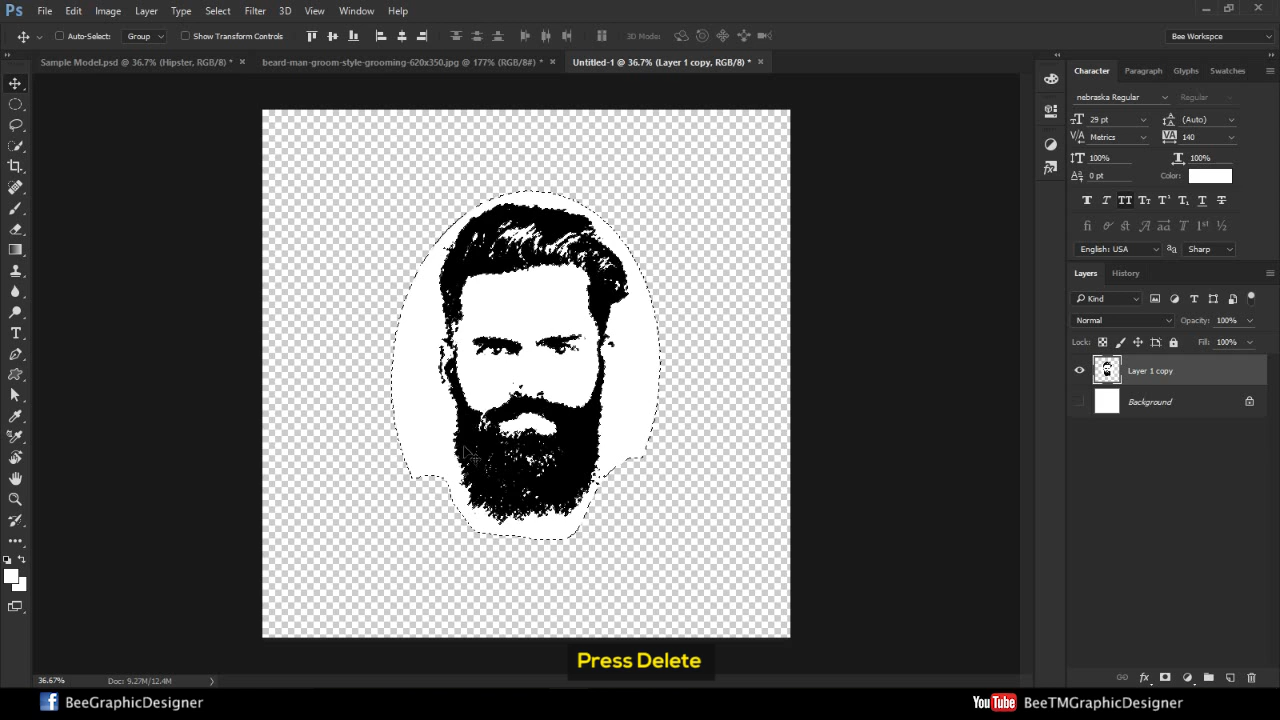 Ps File Edit Image Layer Type Select Filter 3D View Window Help
Auto-Select: Group Show Transform Controls 3D Mode: Bee Workspce
Sample Model.psd @ 36.7% (Hipster, RGB/8) * beard-man-groom-style-grooming-620x350.jpg @ 177% (RGB/8#) * Untitled-1 @ 36.7% (Layer 1 copy, RGB/8) *
Character Paragraph Glyphs Swatches
nebraska Regular Regular
29 pt (Auto)
Metrics 140
100% 100%
0 pt Color:
English: USA Sharp
Layers History
Kind
Normal Opacity: 100%
Lock: Fill: 100%
Layer 1 copy
Background
Press Delete
36.67% Doc: 9.27M/12.4M
BeeGraphicDesigner YouTube BeeTMGraphicDesigner